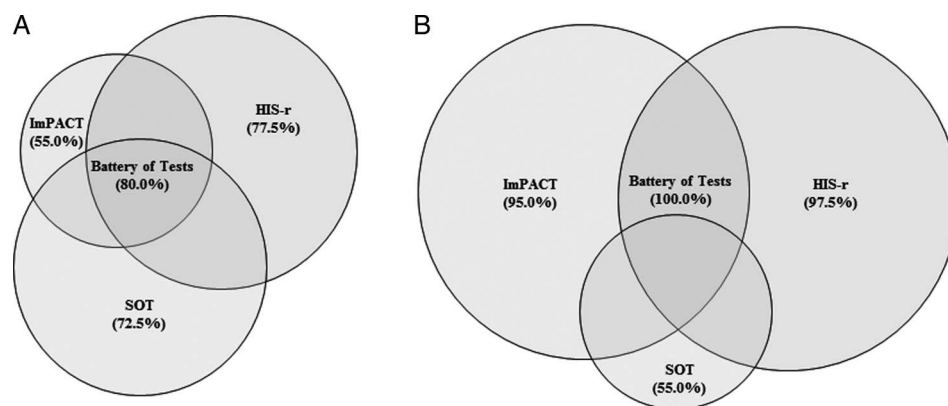 A
ImPACT
(55.0%)
HIS-r
(77.5%)
Battery of Tests
(80.0%)
SOT
(72.5%)
B
ImPACT
(95.0%)
Battery of Tests
(100.0%)
HIS-r
(97.5%)
SOT
(55.0%)